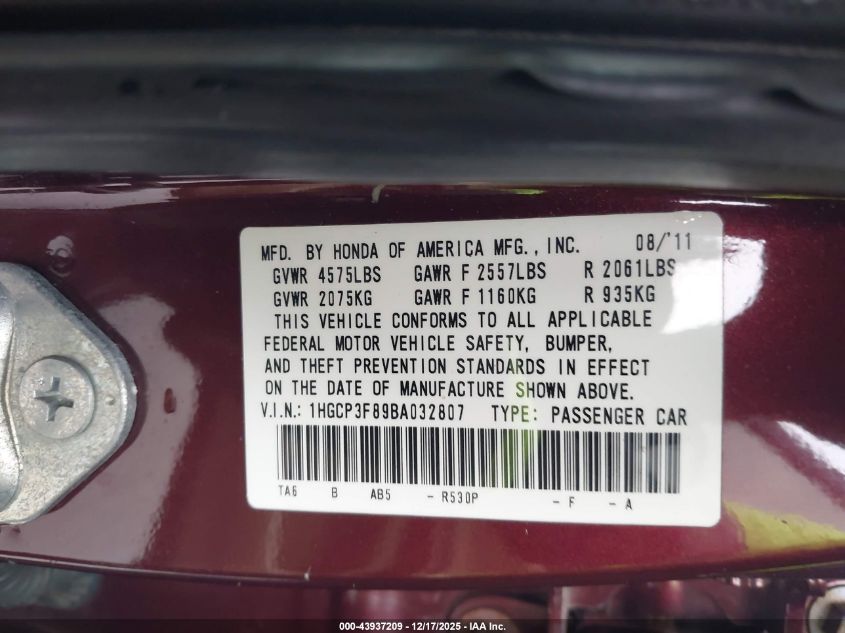 MFD. BY HONDA OF AMERICA MFG., INC. 08/'11
GVWR 4575LBS GAWR F 2557LBS R 2061LBS
GVWR 2075KG GAWR F 1160KG R 935KG
THIS VEHICLE CONFORMS TO ALL APPLICABLE
FEDERAL MOTOR VEHICLE SAFETY, BUMPER,
AND THEFT PREVENTION STANDARDS IN EFFECT
ON THE DATE OF MANUFACTURE SHOWN ABOVE.
V.I.N.: 1HGCP3F89BA032807 TYPE: PASSENGER CAR
TA6 B AB5 - R530P - F - A
000-43937209 - 12/17/2025 - IAA Inc.